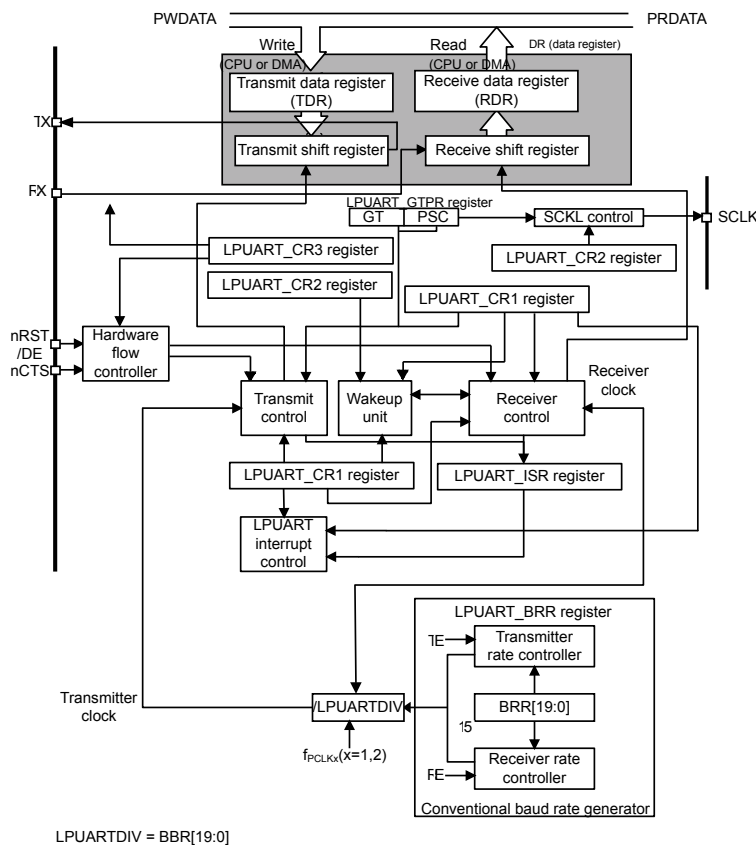 PWDATA
PRDATA
Write
Read
DR (data register)
(CPU or DMA)
(CPU or DMA)
Transmit data register
(TDR)
Receive data register
(RDR)
TX
Transmit shift register
Receive shift register
RX
LPUART_GTPR register
GT
PSC
SCKL control
SCLK
LPUART_CR3 register
LPUART_CR2 register
LPUART_CR2 register
LPUART_CR1 register
nRST
/DE
nCTS
Hardware
flow
controller
Receiver
clock
Transmit
control
Wakeup
unit
Receiver
control
LPUART_CR1 register
LPUART_ISR register
LPUART
interrupt
control
LPUART_BRR register
TE
Transmitter
rate controller
Transmitter
clock
/LPUARTDIV
BRR[19:0]
15
fPCLKx(x=1,2)
RE
Receiver rate
controller
Conventional baud rate generator
LPUARTDIV = BBR[19:0]